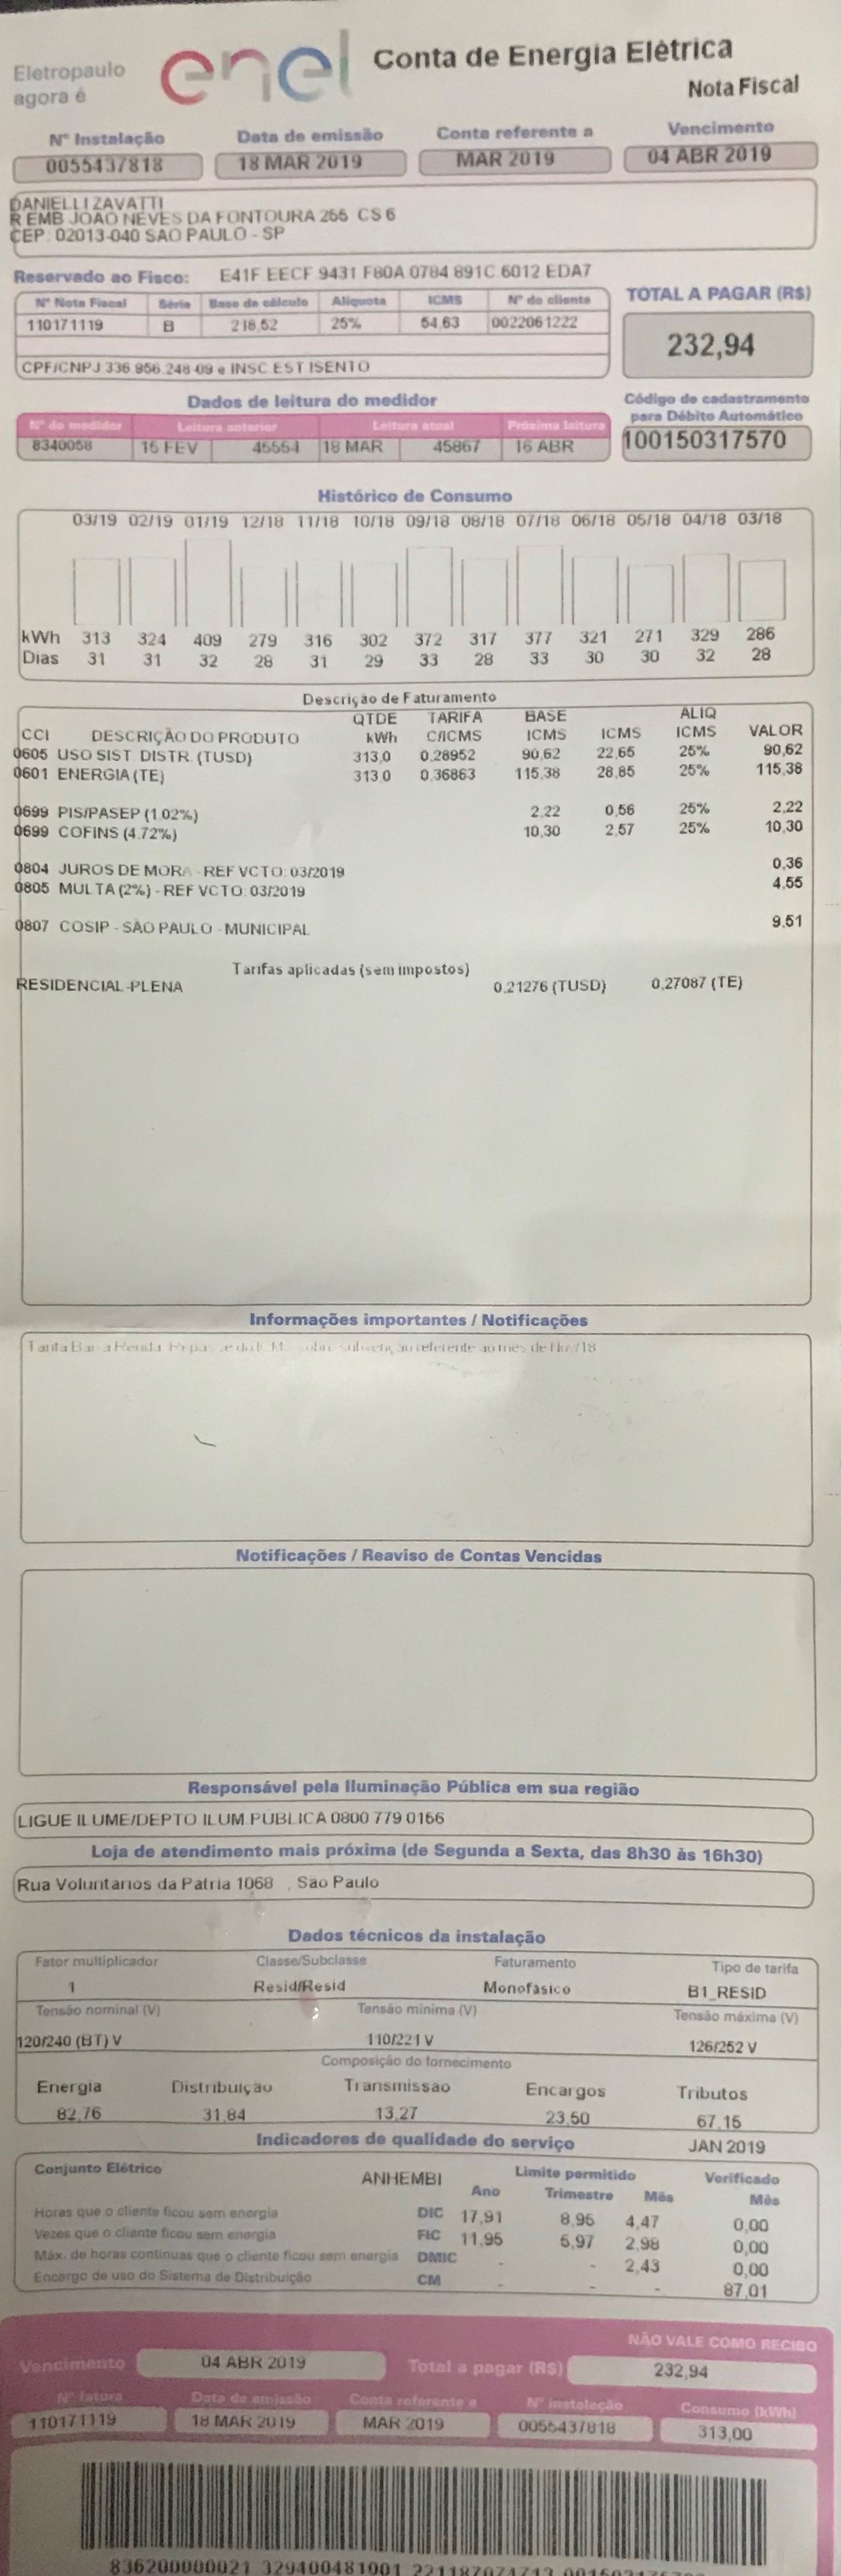 Eletropaulo
agora é
enel
Conta de Energia Elétrica
Nota Fiscal
Nº Instalação Data de emissão Conta referente a Vencimento
0055437818 18 MAR 2019 MAR 2019 04 ABR 2019
DANIELLI ZAVATTI
R EMB JOAO NEVES DA FONTOURA 255 CS 6
CEP: 02013-040 SAO PAULO - SP
Reservado ao Fisco: E41F EECF 9431 F80A 0784 891C 6012 EDA7
Nº Nota Fiscal Série Base de cálculo Alíquota ICMS Nº do cliente
110171119 B 218,52 25% 54,63 0022061222
CPF/CNPJ 336 956 248 09 e INSC.EST ISENTO
TOTAL A PAGAR (R$)
232,94
Dados de leitura do medidor
Nº do medidor Leitura anterior Leitura atual Próxima leitura
8340058 15 FEV 45554 18 MAR 45867 16 ABR
Código de cadastramento
para Débito Automático
100150317570
Histórico de Consumo
03/19 02/19 01/19 12/18 11/18 10/18 09/18 08/18 07/18 06/18 05/18 04/18 03/18
kWh 313 324 409 279 316 302 372 317 377 321 271 329 286
Dias 31 31 32 28 31 29 33 28 33 30 30 32 28
Descrição de Faturamento
QTDE TARIFA BASE ALIQ
CCI DESCRIÇÃO DO PRODUTO kWh C/ICMS ICMS ICMS ICMS VALOR
0605 USO SIST. DISTR. (TUSD) 313,0 0,28952 90,62 22,65 25% 90,62
0601 ENERGIA (TE) 313,0 0,36863 115,38 28,85 25% 115,38
0699 PIS/PASEP (1.02%) 2,22 0,56 25% 2,22
0699 COFINS (4.72%) 10,30 2,57 25% 10,30
0804 JUROS DE MORA - REF VCTO: 03/2019 0,36
0805 MULTA (2%) - REF VCTO: 03/2019 4,55
0807 COSIP - SÃO PAULO - MUNICIPAL 9,51
Tarifas aplicadas (sem impostos)
RESIDENCIAL-PLENA 0,21276 (TUSD) 0,27087 (TE)
Informações importantes / Notificações
Tarifa Baixa Renda: Repasse do ICMS sobre subvenção referente ao mês de Nov/18
Notificações / Reaviso de Contas Vencidas
Responsável pela Iluminação Pública em sua região
LIGUE ILUME/DEPTO ILUM.PUBLICA 0800 779 0156
Loja de atendimento mais próxima (de Segunda a Sexta, das 8h30 às 16h30)
Rua Voluntarios da Patria 1068 , Sao Paulo
Dados técnicos da instalação
Fator multiplicador Classe/Subclasse Faturamento Tipo de tarifa
1 Resid/Resid Monofásico B1_RESID
Tensão nominal (V) Tensão mínima (V) Tensão máxima (V)
120/240 (BT) V 110/221 V 126/252 V
Composição do fornecimento
Energia Distribuição Transmissão Encargos Tributos
82,76 31,84 13,27 23,50 67,15
Indicadores de qualidade do serviço JAN 2019
Conjunto Elétrico ANHEMBI Limite permitido Verificado
Ano Trimestre Mês Mês
Horas que o cliente ficou sem energia DIC 17,91 8,95 4,47 0,00
Vezes que o cliente ficou sem energia FIC 11,95 5,97 2,98 0,00
Máx. de horas contínuas que o cliente ficou sem energia DMIC - - 2,43 0,00
Encargo de uso do Sistema de Distribuição CM - - - 87,01
NÃO VALE COMO RECIBO
Vencimento 04 ABR 2019 Total a pagar (R$) 232,94
Nº fatura Data de emissão Conta referente a Nº instalação Consumo (kWh)
110171119 18 MAR 2019 MAR 2019 0055437818 313,00
836200000021 329400481001